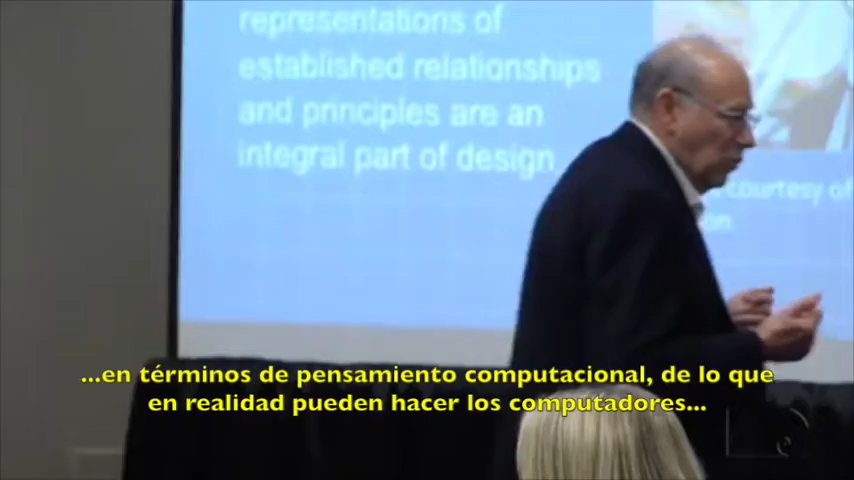 representations of
established relationships
and principles are an
integral part of design
courtesy of
...en términos de pensamiento computacional, de lo que
en realidad pueden hacer los computadores...